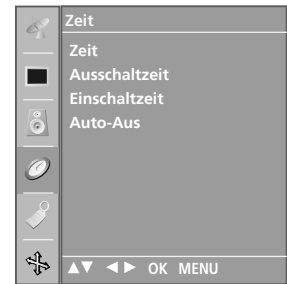 Zeit
Zeit
Ausschaltzeit
Einschaltzeit
Auto-Aus
▲▼ ◄► OK MENU